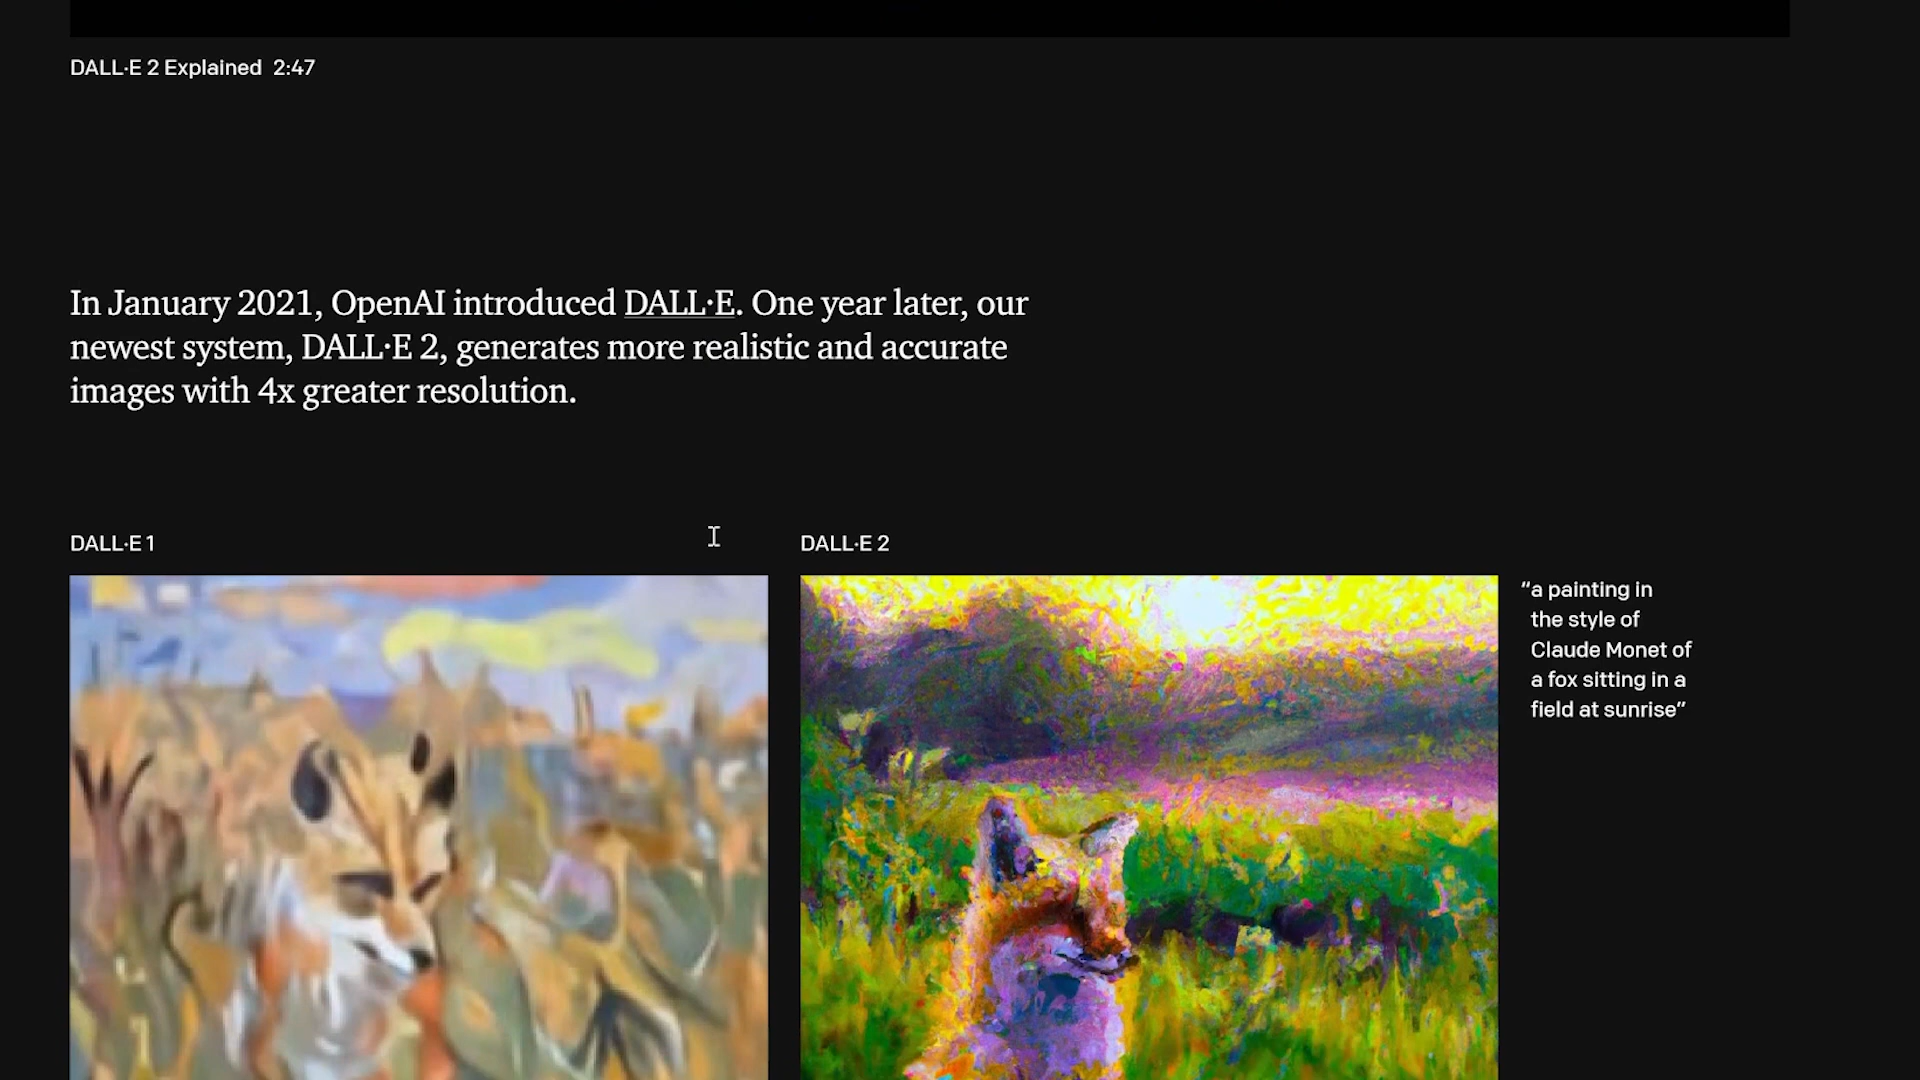 DALL·E 2 Explained 2:47
In January 2021, OpenAI introduced DALL·E. One year later, our
newest system, DALL·E 2, generates more realistic and accurate
images with 4x greater resolution.
DALL·E 1
DALL·E 2
“a painting in
the style of
Claude Monet of
a fox sitting in a
field at sunrise”